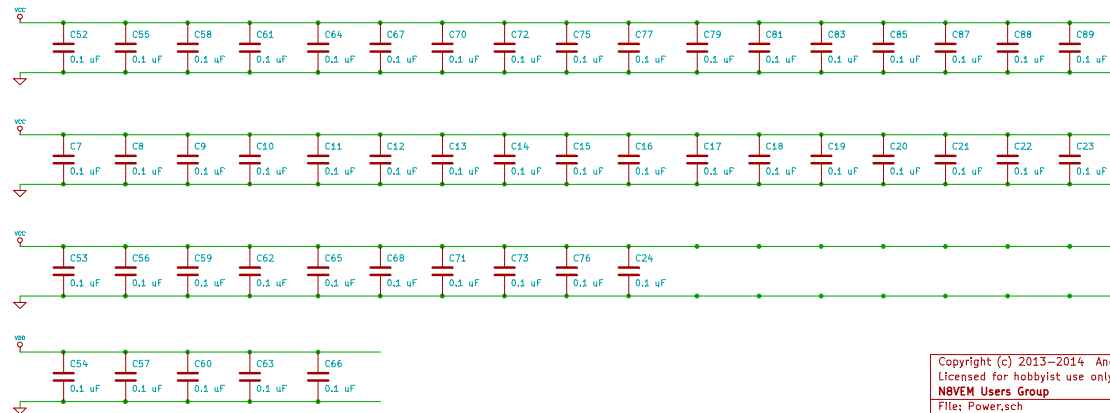 VCC
C52 C55 C58 C61 C64 C67 C70 C72 C75 C77 C79 C81 C83 C85 C87 C88 C89
0.1 uF 0.1 uF 0.1 uF 0.1 uF 0.1 uF 0.1 uF 0.1 uF 0.1 uF 0.1 uF 0.1 uF 0.1 uF 0.1 uF 0.1 uF 0.1 uF 0.1 uF 0.1 uF 0.1 uF
VCC
C7 C8 C9 C10 C11 C12 C13 C14 C15 C16 C17 C18 C19 C20 C21 C22 C23
0.1 uF 0.1 uF 0.1 uF 0.1 uF 0.1 uF 0.1 uF 0.1 uF 0.1 uF 0.1 uF 0.1 uF 0.1 uF 0.1 uF 0.1 uF 0.1 uF 0.1 uF 0.1 uF 0.1 uF
VCC
C53 C56 C59 C62 C65 C68 C71 C73 C76 C24
0.1 uF 0.1 uF 0.1 uF 0.1 uF 0.1 uF 0.1 uF 0.1 uF 0.1 uF 0.1 uF 0.1 uF
VDD
C54 C57 C60 C63 C66
0.1 uF 0.1 uF 0.1 uF 0.1 uF 0.1 uF
Copyright (c) 2013-2014
Licensed for hobbyist use only
N8VEM Users Group
File: Power.sch